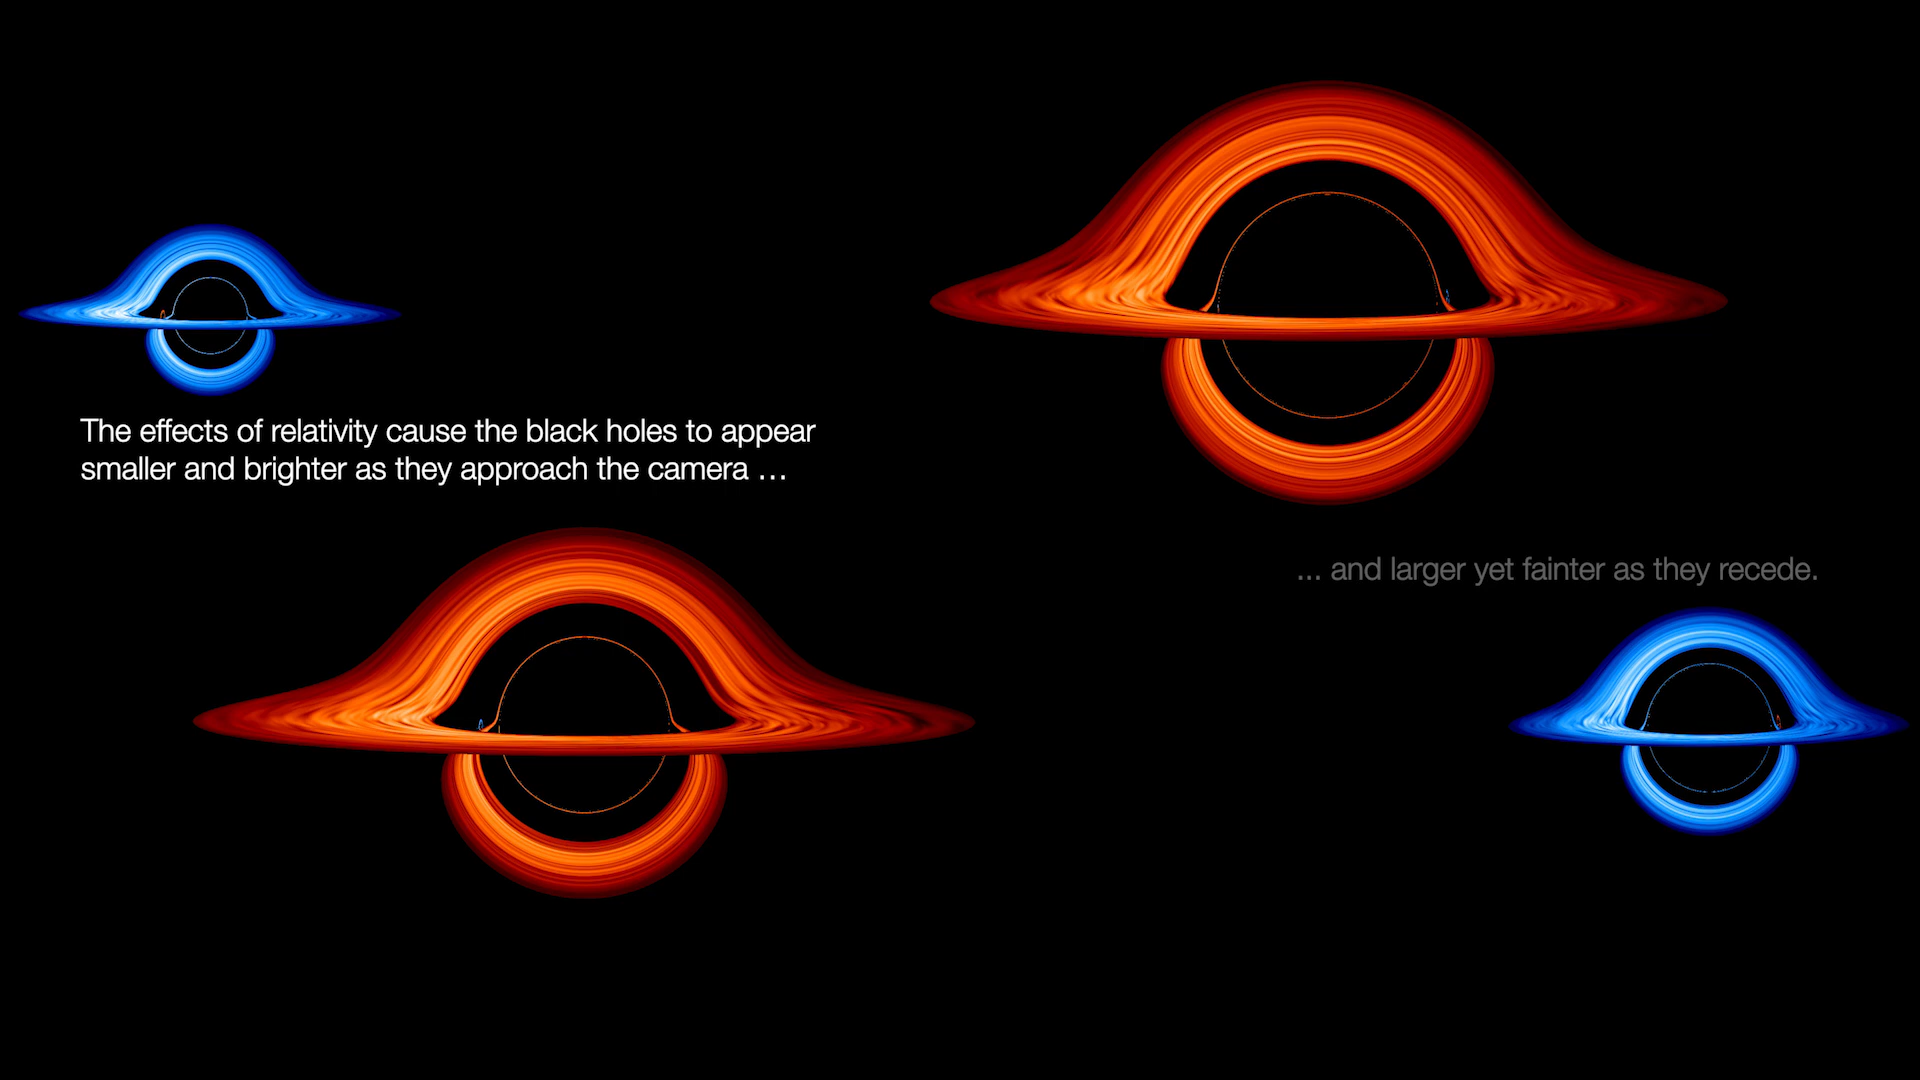 The effects of relativity cause the black holes to appear
smaller and brighter as they approach the camera …
... and larger yet fainter as they recede.